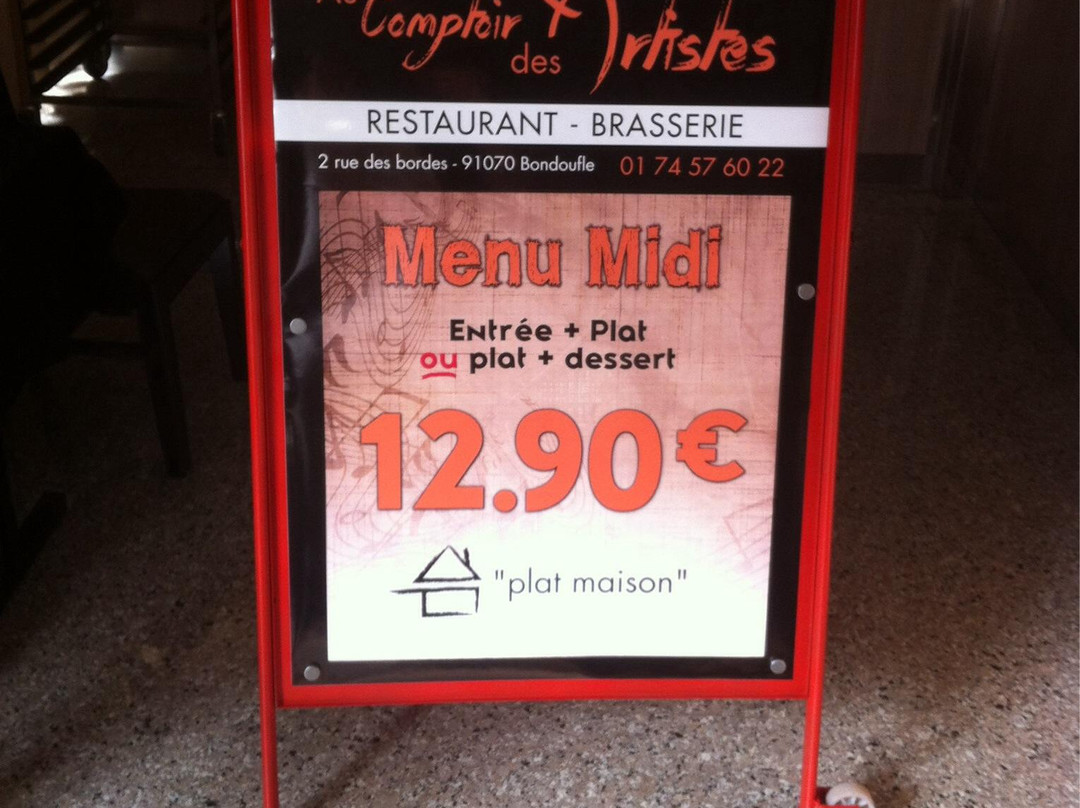 Au Comptoir des Artistes
RESTAURANT - BRASSERIE
2 rue des bordes - 91070 Bondoufle 01 74 57 60 22
Menu Midi
Entrée + Plat
ou plat + dessert
12.90€
"plat maison"